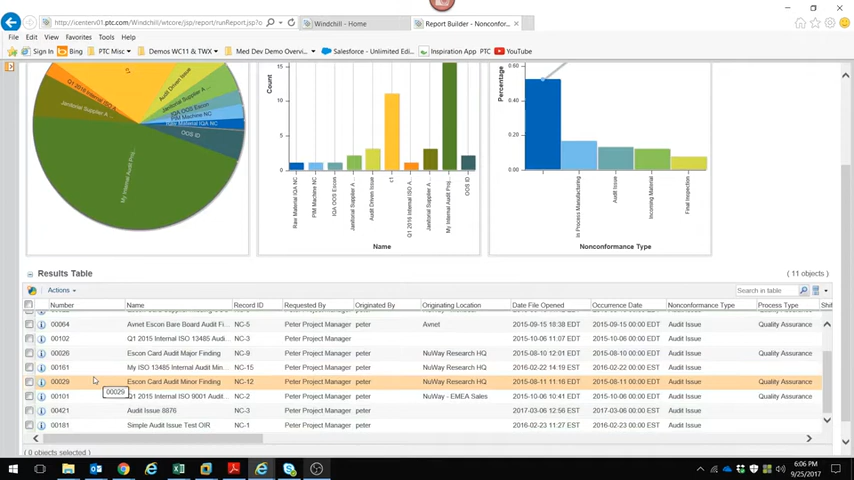 http://icenterv01.ptc.com/Windchill/wtcore/jsp/report/runReport.jsp?o
Windchill - Home
Report Builder - Nonconfor...
File Edit View Favorites Tools Help
Sign In Bing PTC Misc Demos WC11 & TWX Med Dev Demo Overvi... Salesforce - Unlimited Edi... Inspiration App PTC YouTube
Audit Driven Issue
Q1 2016 Internal ISO A...
Janitorial Supplier A...
IQA OOS Escon
PIM Machine NC
Raw Material IQA NC
OOS ID
My Internal Audit Proj...
Count
15
10
5
0
Raw Material IQA NC
PIM Machine NC
IQA OOS Escon
Janitorial Supplier A ...
Audit Driven Issue
c1
Q1 2016 Internal ISO A...
Janitorial Supplier A...
My Internal Audit Proj...
OOS ID
Name
Percentage
0.60
0.40
0.20
0.00
In Process Manufacturing
Audit Issue
Incoming Material
Final Inspection
Nonconformance Type
Results Table
( 11 objects )
Actions
Search in table
Number Name Record ID Requested By Originated By Originating Location Date File Opened Occurrence Date Nonconformance Type Process Type Shif
00064 Avnet Escon Bare Board Audit Fi... NC-5 Peter Project Manager peter Avnet 2015-09-15 18:38 EDT 2015-09-15 00:00 EDT Audit Issue Quality Assurance
00102 Q1 2015 Internal ISO 13485 Audi... NC-3 Peter Project Manager peter 2015-10-06 11:07 EDT 2015-10-06 00:00 EDT Audit Issue
00026 Escon Card Audit Major Finding NC-9 Peter Project Manager peter NuWay Research HQ 2015-08-10 12:01 EDT 2015-08-10 00:00 EDT Audit Issue Quality Assurance
00161 My ISO 13485 Internal Audit Min... NC-15 Peter Project Manager peter NuWay Research HQ 2016-02-22 14:19 EST 2016-02-22 00:00 EST Audit Issue
00029 Escon Card Audit Minor Finding NC-12 Peter Project Manager peter NuWay Research HQ 2015-08-11 11:16 EDT 2015-08-11 00:00 EDT Audit Issue Quality Assurance
00029
00101 Q1 2015 Internal ISO 9001 Audit ... NC-2 Peter Project Manager peter NuWay - EMEA Sales 2015-10-06 10:41 EDT 2015-10-06 00:00 EDT Audit Issue
00421 Audit Issue 8876 NC-3 Peter Project Manager peter 2017-03-06 12:56 EST 2017-03-06 00:00 EST Audit Issue
00181 Simple Audit Issue Test OIR NC-1 Peter Project Manager peter 2016-02-23 11:27 EST 2016-02-23 00:00 EST Audit Issue
( 0 objects selected )
6:06 PM
9/25/2017